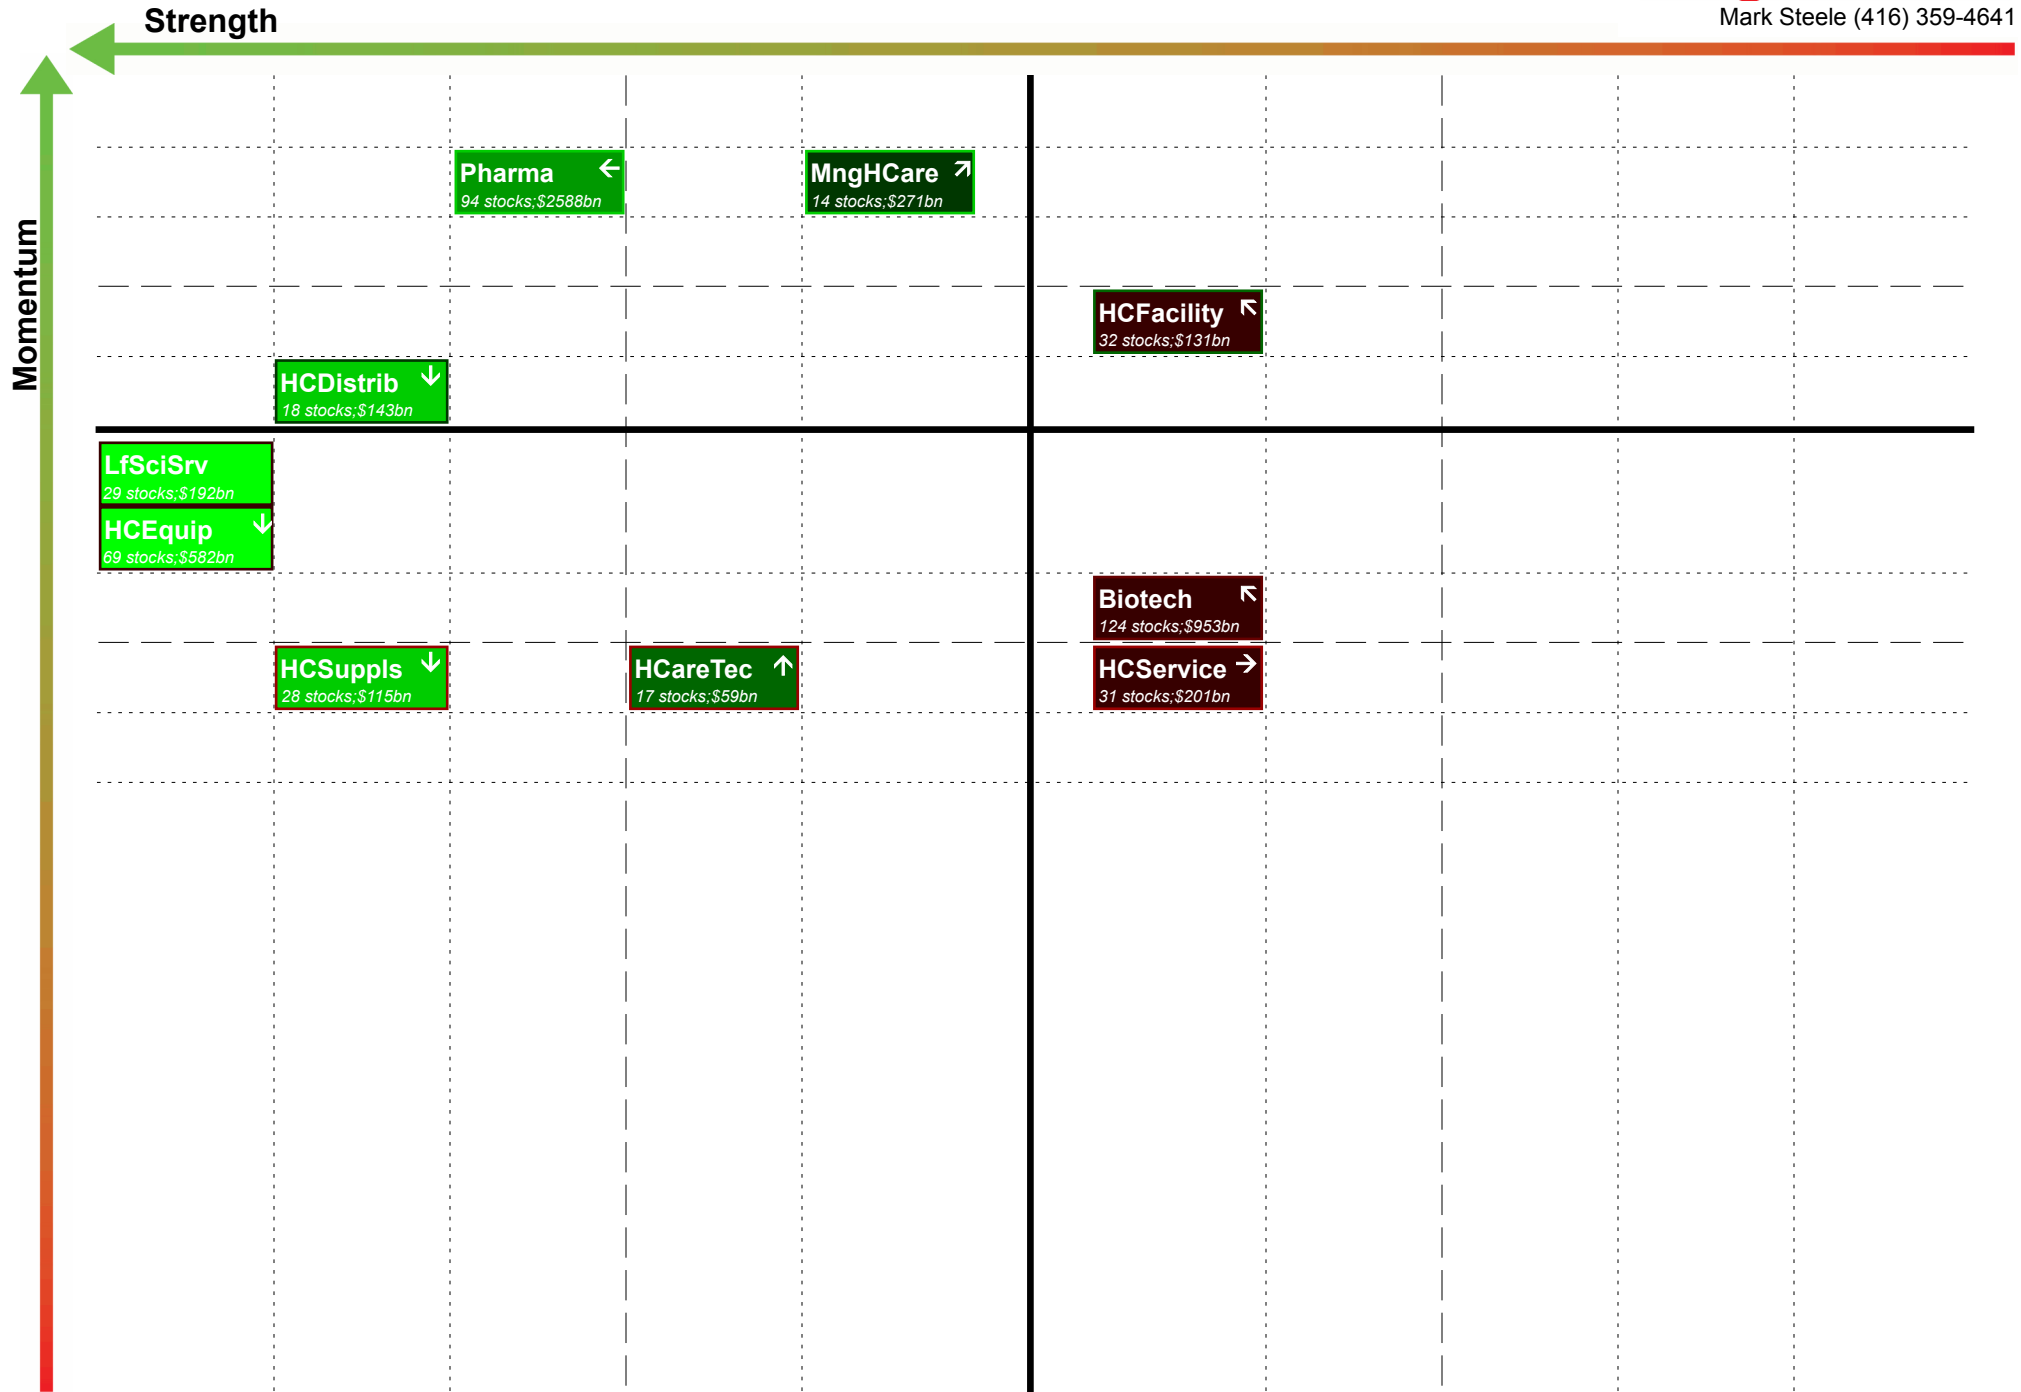 Strength
Mark Steele (416) 359-4641
Momentum
Pharma
94 stocks;$2588bn
MngHCare
14 stocks;$271bn
HCFacility
32 stocks;$131bn
HCDistrib
18 stocks;$143bn
LfSciSrv
29 stocks;$192bn
HCEquip
69 stocks;$582bn
Biotech
124 stocks;$953bn
HCSuppls
28 stocks;$115bn
HCareTec
17 stocks;$59bn
HCService
31 stocks;$201bn